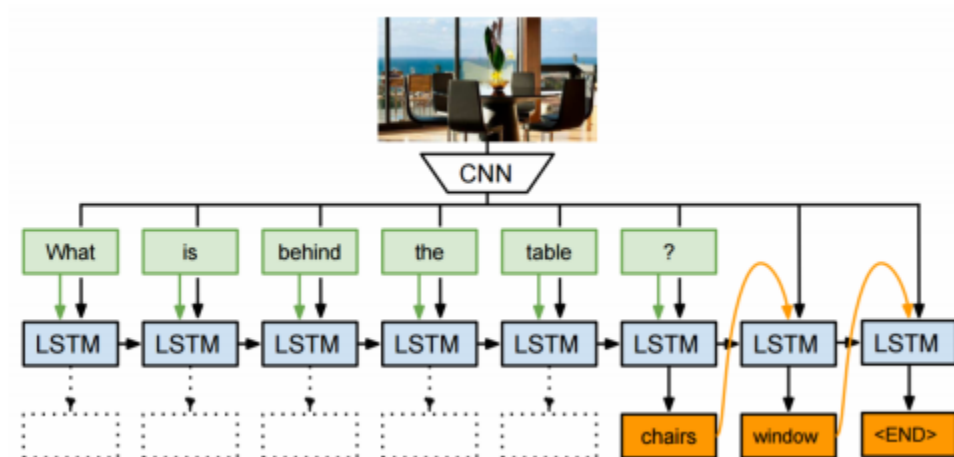 CNN
What is behind the table ?
LSTM LSTM LSTM LSTM LSTM LSTM LSTM LSTM
chairs window <END>